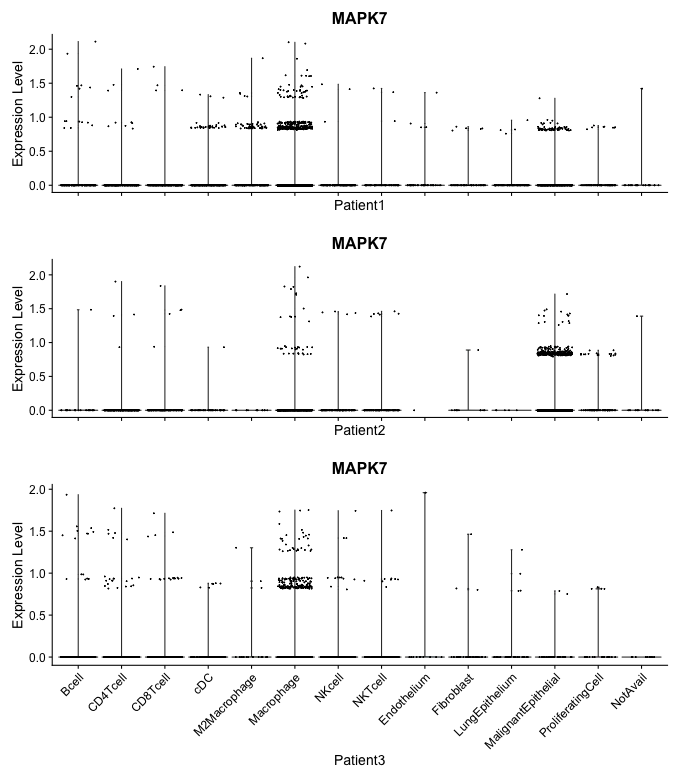 MAPK7
2.0
1.5
1.0
0.5
0.0
Expression Level
Patient1
MAPK7
2.0
1.5
1.0
0.5
0.0
Expression Level
Patient2
MAPK7
2.0
1.5
1.0
0.5
0.0
Expression Level
Bcell
CD4Tcell
CD8Tcell
cDC
M2Macrophage
Macrophage
NKcell
NKTcell
Endothelium
Fibroblast
LungEpithelium
MalignantEpithelial
ProliferatingCell
NotAvail
Patient3